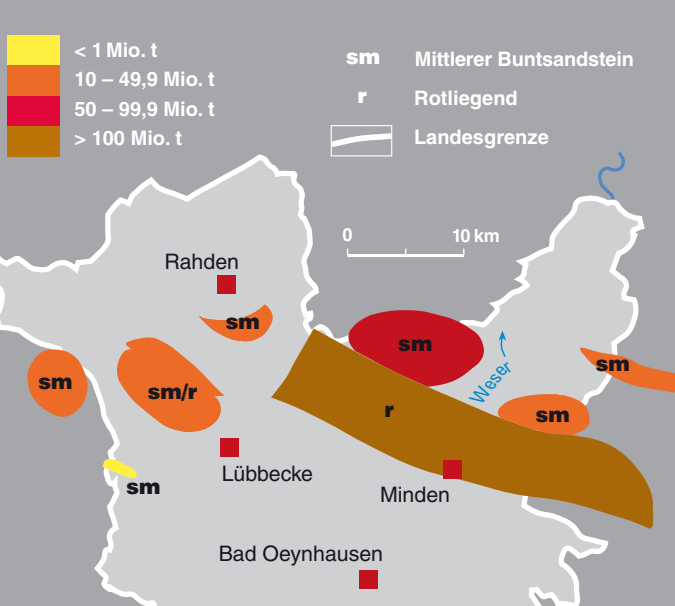 < 1 Mio. t
10 – 49,9 Mio. t
50 – 99,9 Mio. t
> 100 Mio. t
sm Mittlerer Buntsandstein
r Rotliegend
Landesgrenze
0 10 km
Rahden
sm
sm
sm
sm
sm/r
Weser
r
sm
Lübbecke
sm
Minden
Bad Oeynhausen